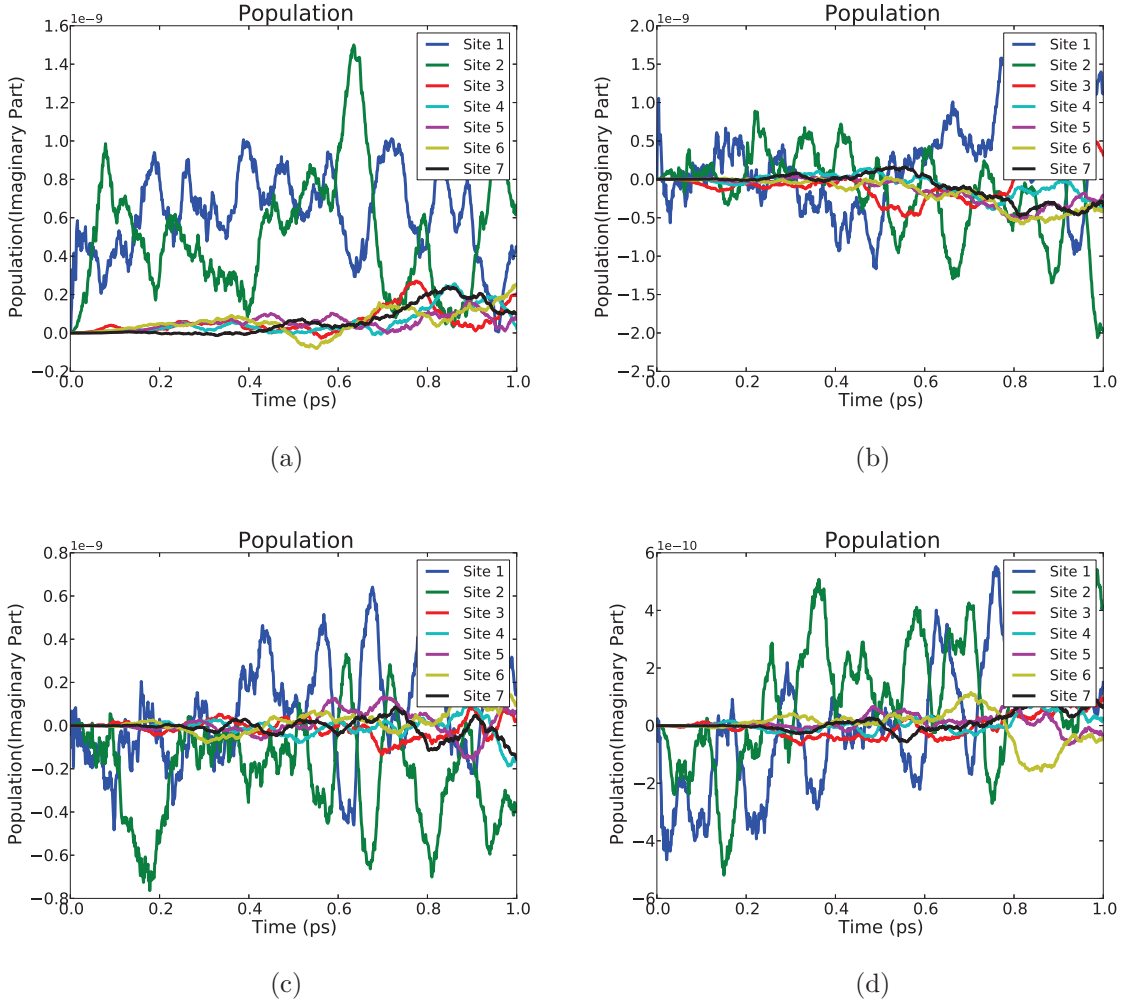 Population
1e−9
Population(Imaginary Part)
1.6
1.4
1.2
1.0
0.8
0.6
0.4
0.2
0.0
−0.2
0.0 0.2 0.4 0.6 0.8 1.0
Time (ps)
Site 1
Site 2
Site 3
Site 4
Site 5
Site 6
Site 7
(a)
Population
1e−9
Population(Imaginary Part)
2.0
1.5
1.0
0.5
0.0
−0.5
−1.0
−1.5
−2.0
−2.5
0.0 0.2 0.4 0.6 0.8 1.0
Time (ps)
Site 1
Site 2
Site 3
Site 4
Site 5
Site 6
Site 7
(b)
Population
1e−9
Population(Imaginary Part)
0.8
0.6
0.4
0.2
0.0
−0.2
−0.4
−0.6
−0.8
0.0 0.2 0.4 0.6 0.8 1.0
Time (ps)
Site 1
Site 2
Site 3
Site 4
Site 5
Site 6
Site 7
(c)
Population
1e−10
Population(Imaginary Part)
6
4
2
0
−2
−4
−6
0.0 0.2 0.4 0.6 0.8 1.0
Time (ps)
Site 1
Site 2
Site 3
Site 4
Site 5
Site 6
Site 7
(d)